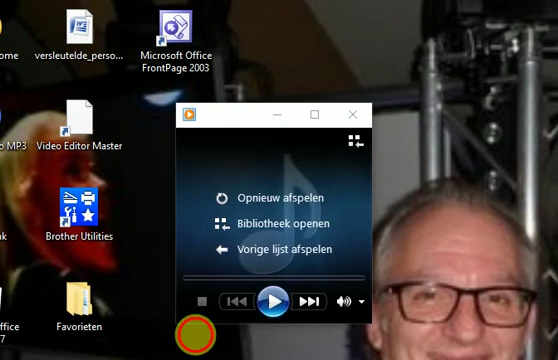 ome
versleutelde_perso...
Microsoft Office
FrontPage 2003
o MP3
Video Editor Master
Opnieuw afspelen
Bibliotheek openen
Vorige lijst afspelen
ak
Brother Utilities
ffice
7
Favorieten